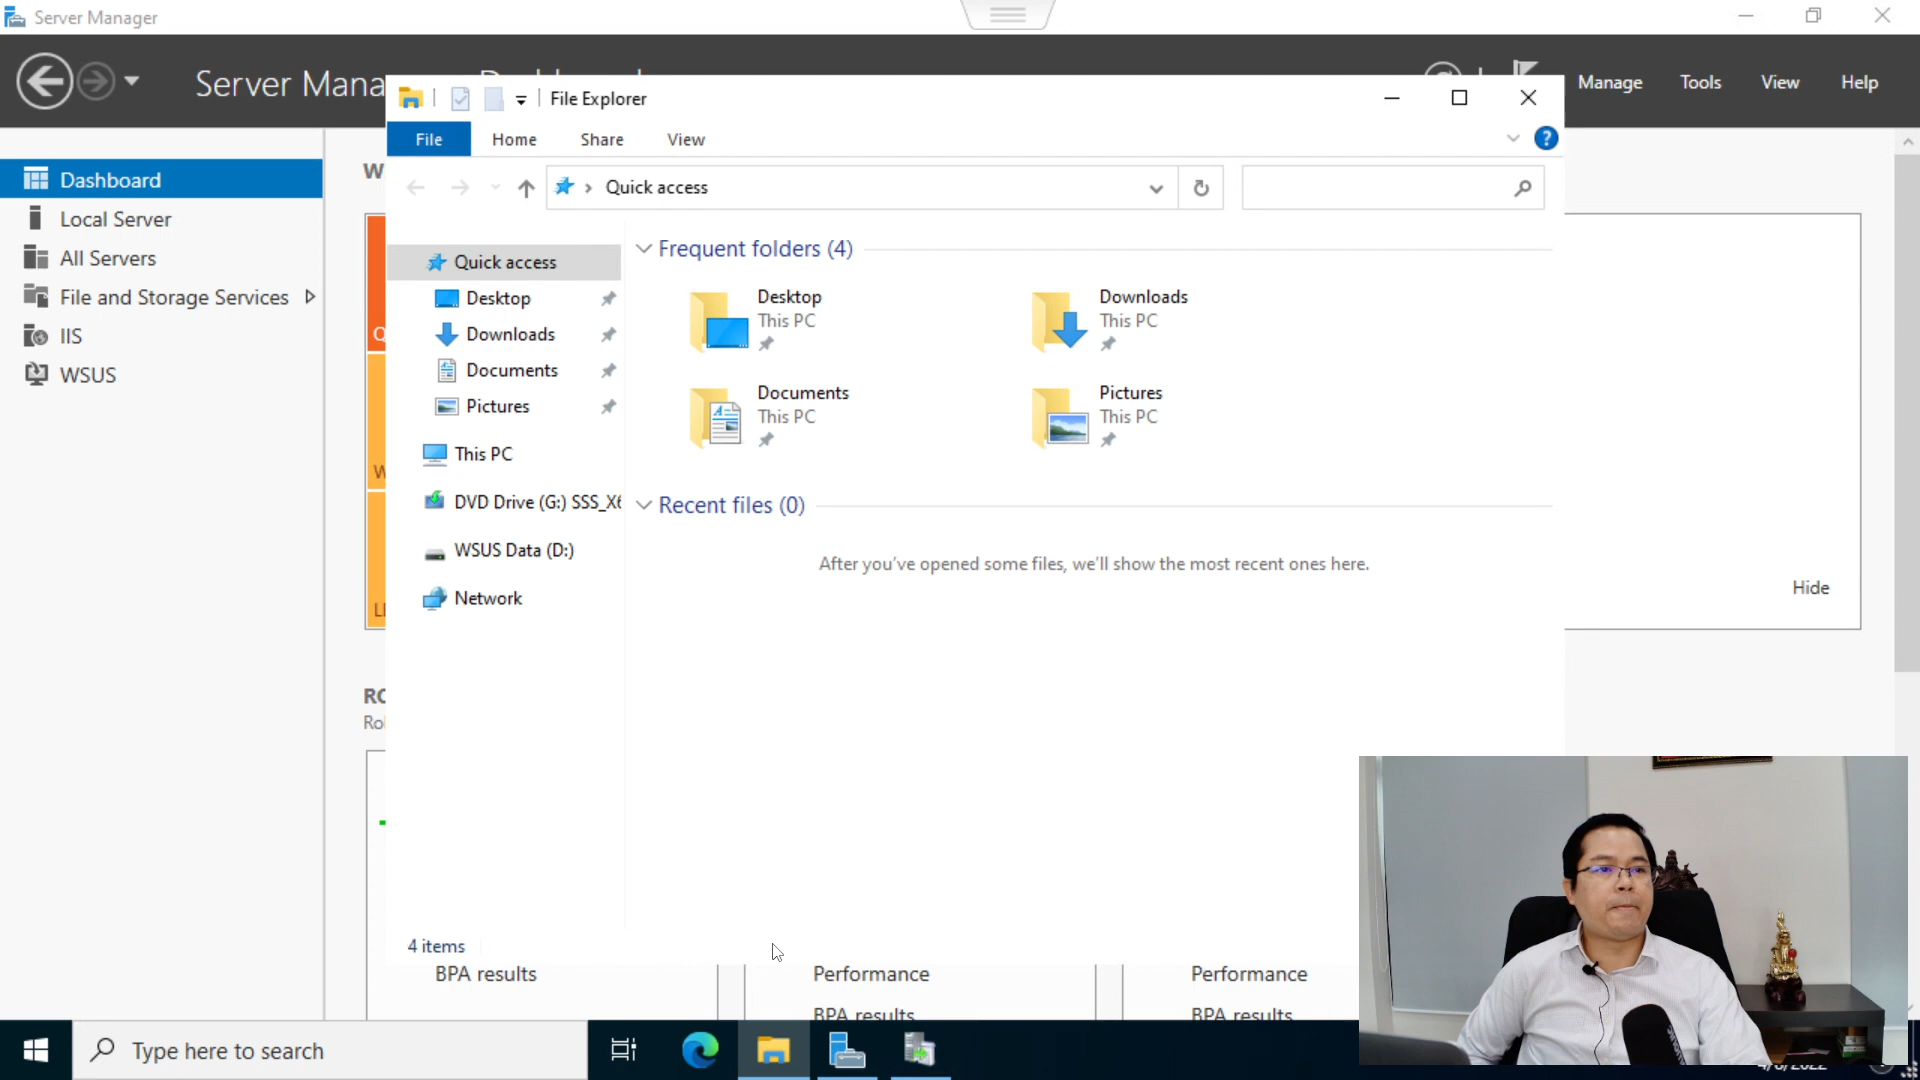 Server Manager
Server Mana
Manage
Tools
View
Help
File Explorer
File
Home
Share
View
Quick access
Dashboard
Local Server
All Servers
File and Storage Services
IIS
WSUS
Quick access
Desktop
Downloads
Documents
Pictures
This PC
DVD Drive (G:) SSS_X6
WSUS Data (D:)
Network
Frequent folders (4)
Desktop
This PC
Downloads
This PC
Documents
This PC
Pictures
This PC
Recent files (0)
After you've opened some files, we'll show the most recent ones here.
Hide
4 items
BPA results
Performance
BPA results
Performance
BPA results
Type here to search